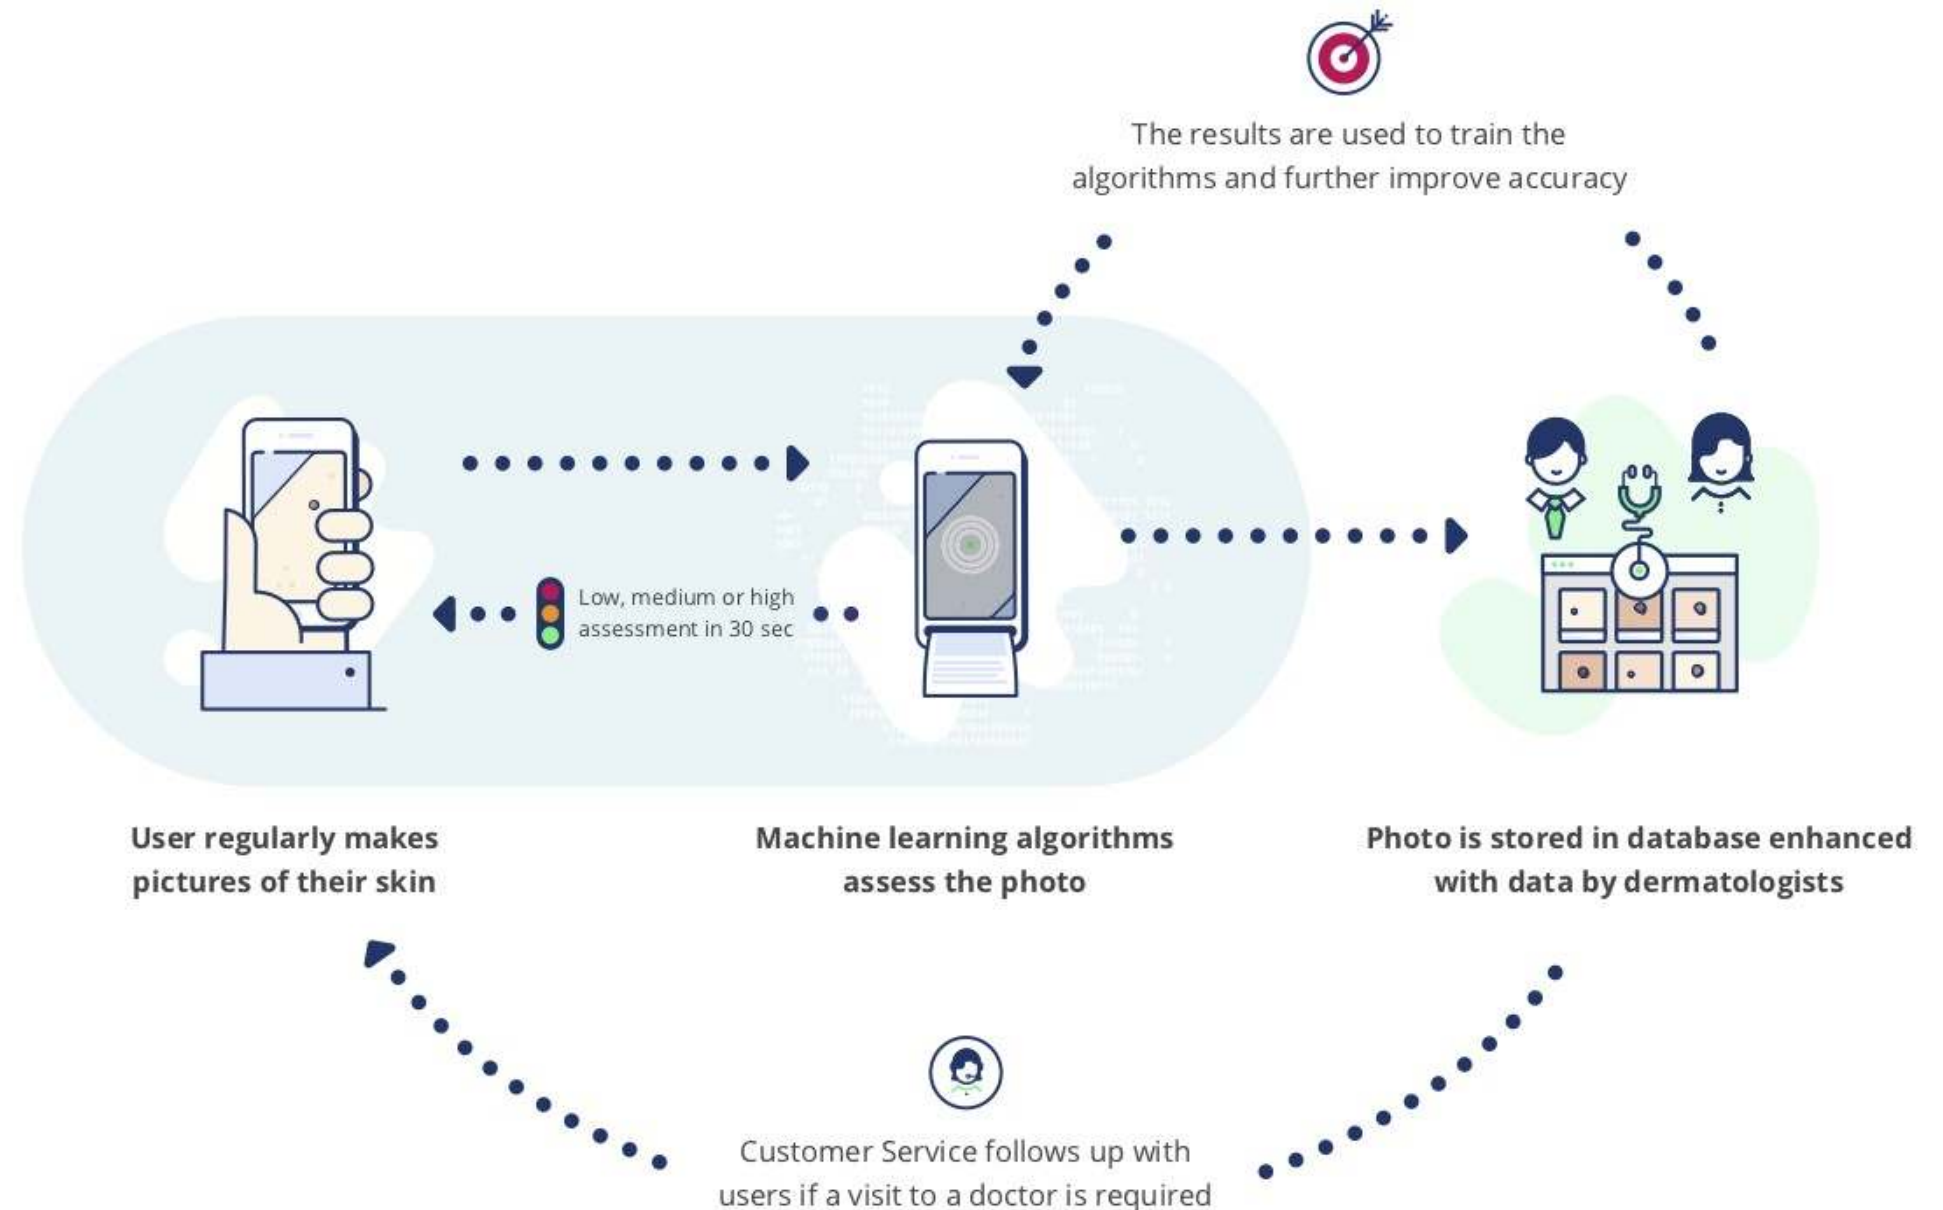 The results are used to train the
algorithms and further improve accuracy
Low, medium or high
assessment in 30 sec
User regularly makes
pictures of their skin
Machine learning algorithms
assess the photo
Photo is stored in database enhanced
with data by dermatologists
Customer Service follows up with
users if a visit to a doctor is required